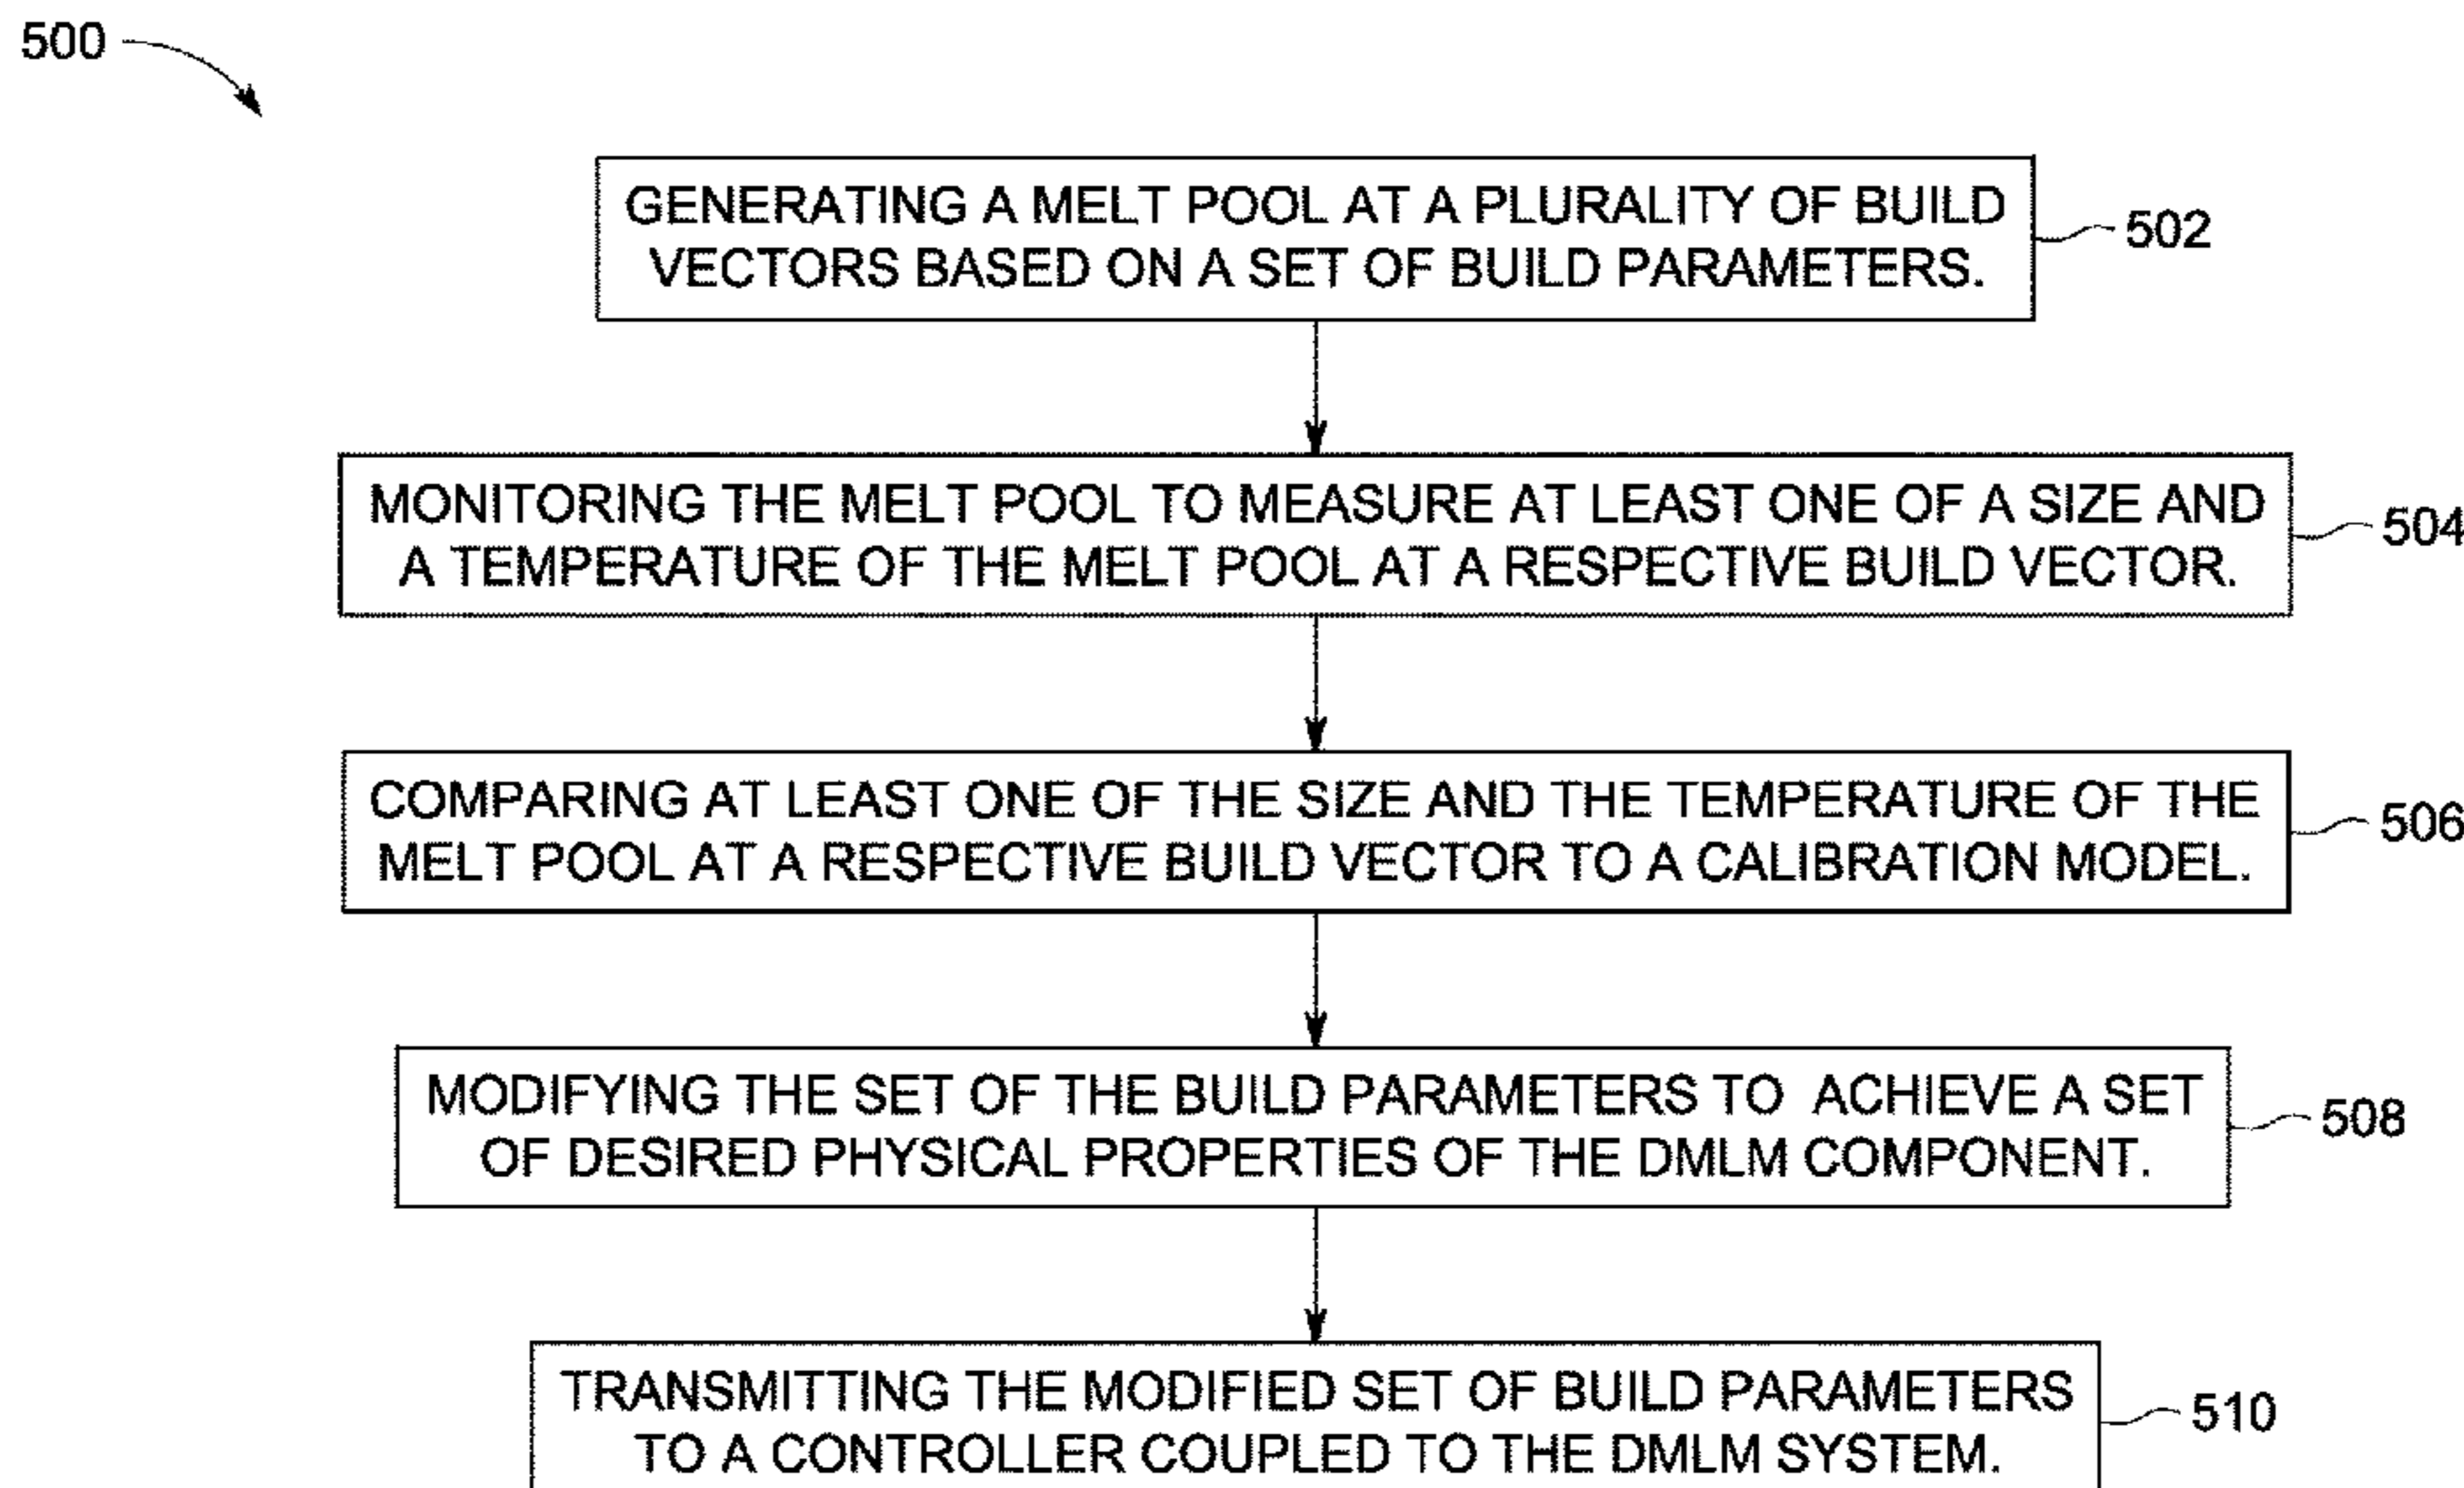 500
GENERATING A MELT POOL AT A PLURALITY OF BUILD
VECTORS BASED ON A SET OF BUILD PARAMETERS.
502
MONITORING THE MELT POOL TO MEASURE AT LEAST ONE OF A SIZE AND
A TEMPERATURE OF THE MELT POOL AT A RESPECTIVE BUILD VECTOR.
504
COMPARING AT LEAST ONE OF THE SIZE AND THE TEMPERATURE OF THE
MELT POOL AT A RESPECTIVE BUILD VECTOR TO A CALIBRATION MODEL.
506
MODIFYING THE SET OF THE BUILD PARAMETERS TO ACHIEVE A SET
OF DESIRED PHYSICAL PROPERTIES OF THE DMLM COMPONENT.
508
TRANSMITTING THE MODIFIED SET OF BUILD PARAMETERS
TO A CONTROLLER COUPLED TO THE DMLM SYSTEM.
510